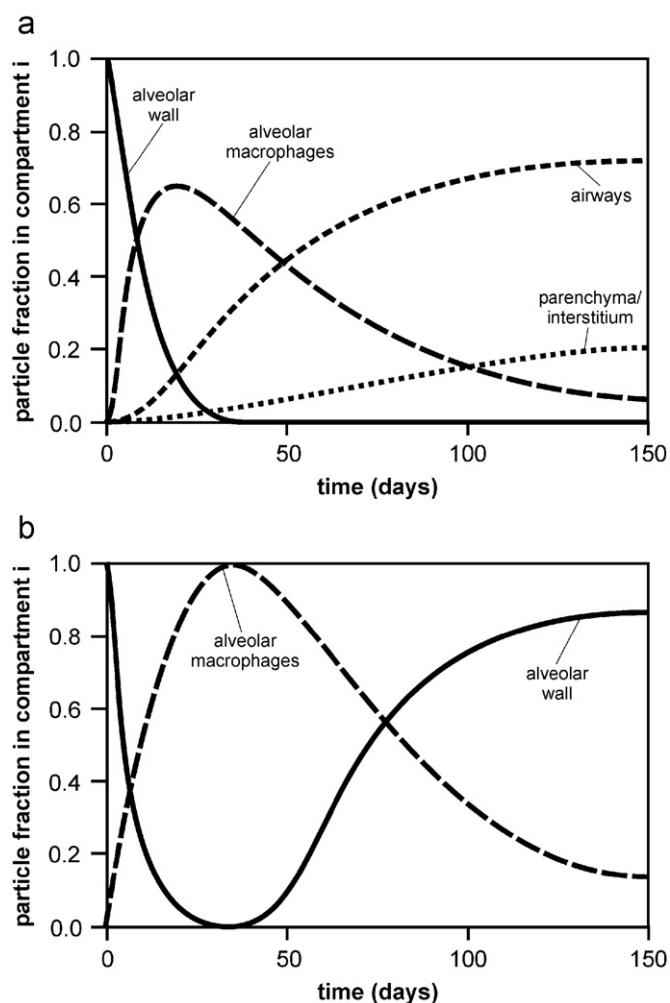 a
particle fraction in compartment i
1.0
0.8
0.6
0.4
0.2
0.0
alveolar
wall
alveolar
macrophages
airways
parenchyma/
interstitium
0
50
100
150
time (days)
b
particle fraction in compartment i
1.0
0.8
0.6
0.4
0.2
0.0
alveolar
macrophages
alveolar
wall
0
50
100
150
time (days)